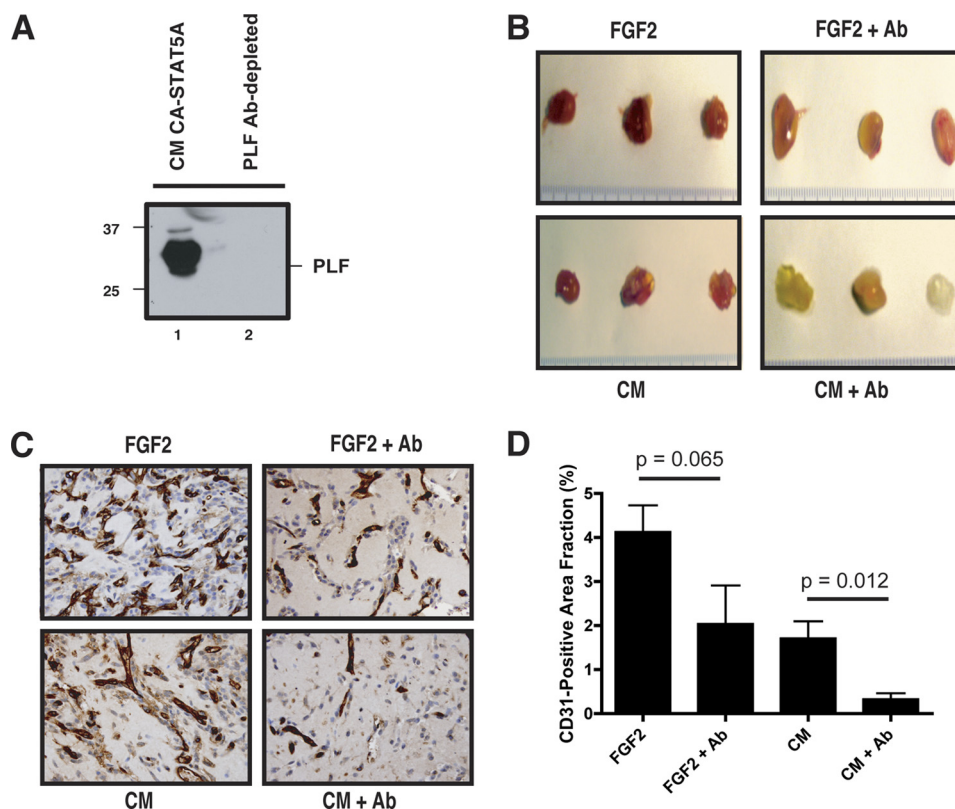 A
CM CA-STAT5A
PLF Ab-depleted
37
25
PLF
1
2
B
FGF2
FGF2 + Ab
CM
CM + Ab
C
FGF2
FGF2 + Ab
CM
CM + Ab
D
p = 0.065
p = 0.012
CD31-Positive Area Fraction (%)
5
4
3
2
1
0
FGF2
FGF2 + Ab
CM
CM + Ab